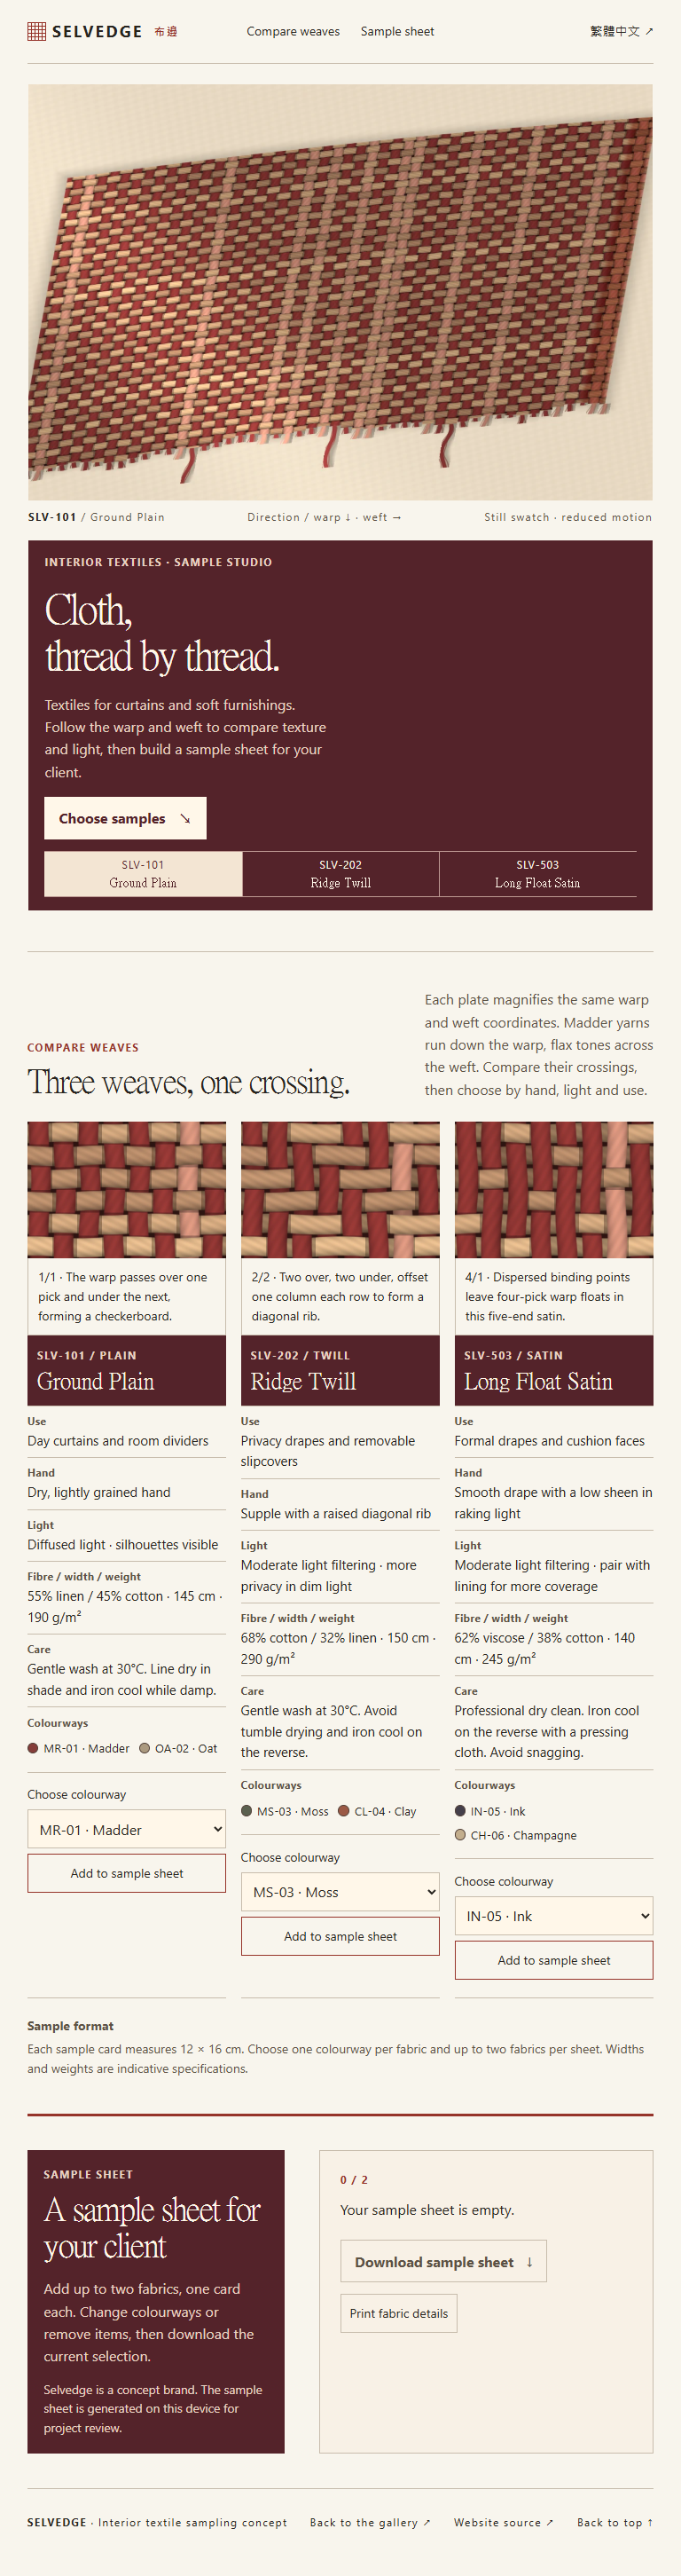 SELVEDGE 布邊 Compare weaves Sample sheet 繁體中文 ↗
SLV-101 / Ground Plain Direction / warp ↓ · weft → Still swatch · reduced motion
INTERIOR TEXTILES · SAMPLE STUDIO
Cloth,
thread by thread.
Textiles for curtains and soft furnishings.
Follow the warp and weft to compare texture
and light, then build a sample sheet for your
client.
Choose samples ↘
SLV-101
Ground Plain
SLV-202
Ridge Twill
SLV-503
Long Float Satin
COMPARE WEAVES
Three weaves, one crossing.
Each plate magnifies the same warp
and weft coordinates. Madder yarns
run down the warp, flax tones across
the weft. Compare their crossings,
then choose by hand, light and use.
1/1 · The warp passes over one
pick and under the next,
forming a checkerboard.
SLV-101 / PLAIN
Ground Plain
Use
Day curtains and room dividers
Hand
Dry, lightly grained hand
Light
Diffused light · silhouettes visible
Fibre / width / weight
55% linen / 45% cotton · 145 cm ·
190 g/m²
Care
Gentle wash at 30°C. Line dry in
shade and iron cool while damp.
Colourways
MR-01 · Madder OA-02 · Oat
Choose colourway
MR-01 · Madder
Add to sample sheet
2/2 · Two over, two under, offset
one column each row to form a
diagonal rib.
SLV-202 / TWILL
Ridge Twill
Use
Privacy drapes and removable
slipcovers
Hand
Supple with a raised diagonal rib
Light
Moderate light filtering · more
privacy in dim light
Fibre / width / weight
68% cotton / 32% linen · 150 cm ·
290 g/m²
Care
Gentle wash at 30°C. Avoid
tumble drying and iron cool on
the reverse.
Colourways
MS-03 · Moss CL-04 · Clay
Choose colourway
MS-03 · Moss
Add to sample sheet
4/1 · Dispersed binding points
leave four-pick warp floats in
this five-end satin.
SLV-503 / SATIN
Long Float Satin
Use
Formal drapes and cushion faces
Hand
Smooth drape with a low sheen in
raking light
Light
Moderate light filtering · pair with
lining for more coverage
Fibre / width / weight
62% viscose / 38% cotton · 140
cm · 245 g/m²
Care
Professional dry clean. Iron cool
on the reverse with a pressing
cloth. Avoid snagging.
Colourways
IN-05 · Ink
CH-06 · Champagne
Choose colourway
IN-05 · Ink
Add to sample sheet
Sample format
Each sample card measures 12 × 16 cm. Choose one colourway per fabric and up to two fabrics per sheet. Widths
and weights are indicative specifications.
SAMPLE SHEET
A sample sheet for
your client
Add up to two fabrics, one card
each. Change colourways or
remove items, then download the
current selection.
Selvedge is a concept brand. The sample
sheet is generated on this device for
project review.
0 / 2
Your sample sheet is empty.
Download sample sheet ↓
Print fabric details
SELVEDGE · Interior textile sampling concept Back to the gallery ↗ Website source ↗ Back to top ↑